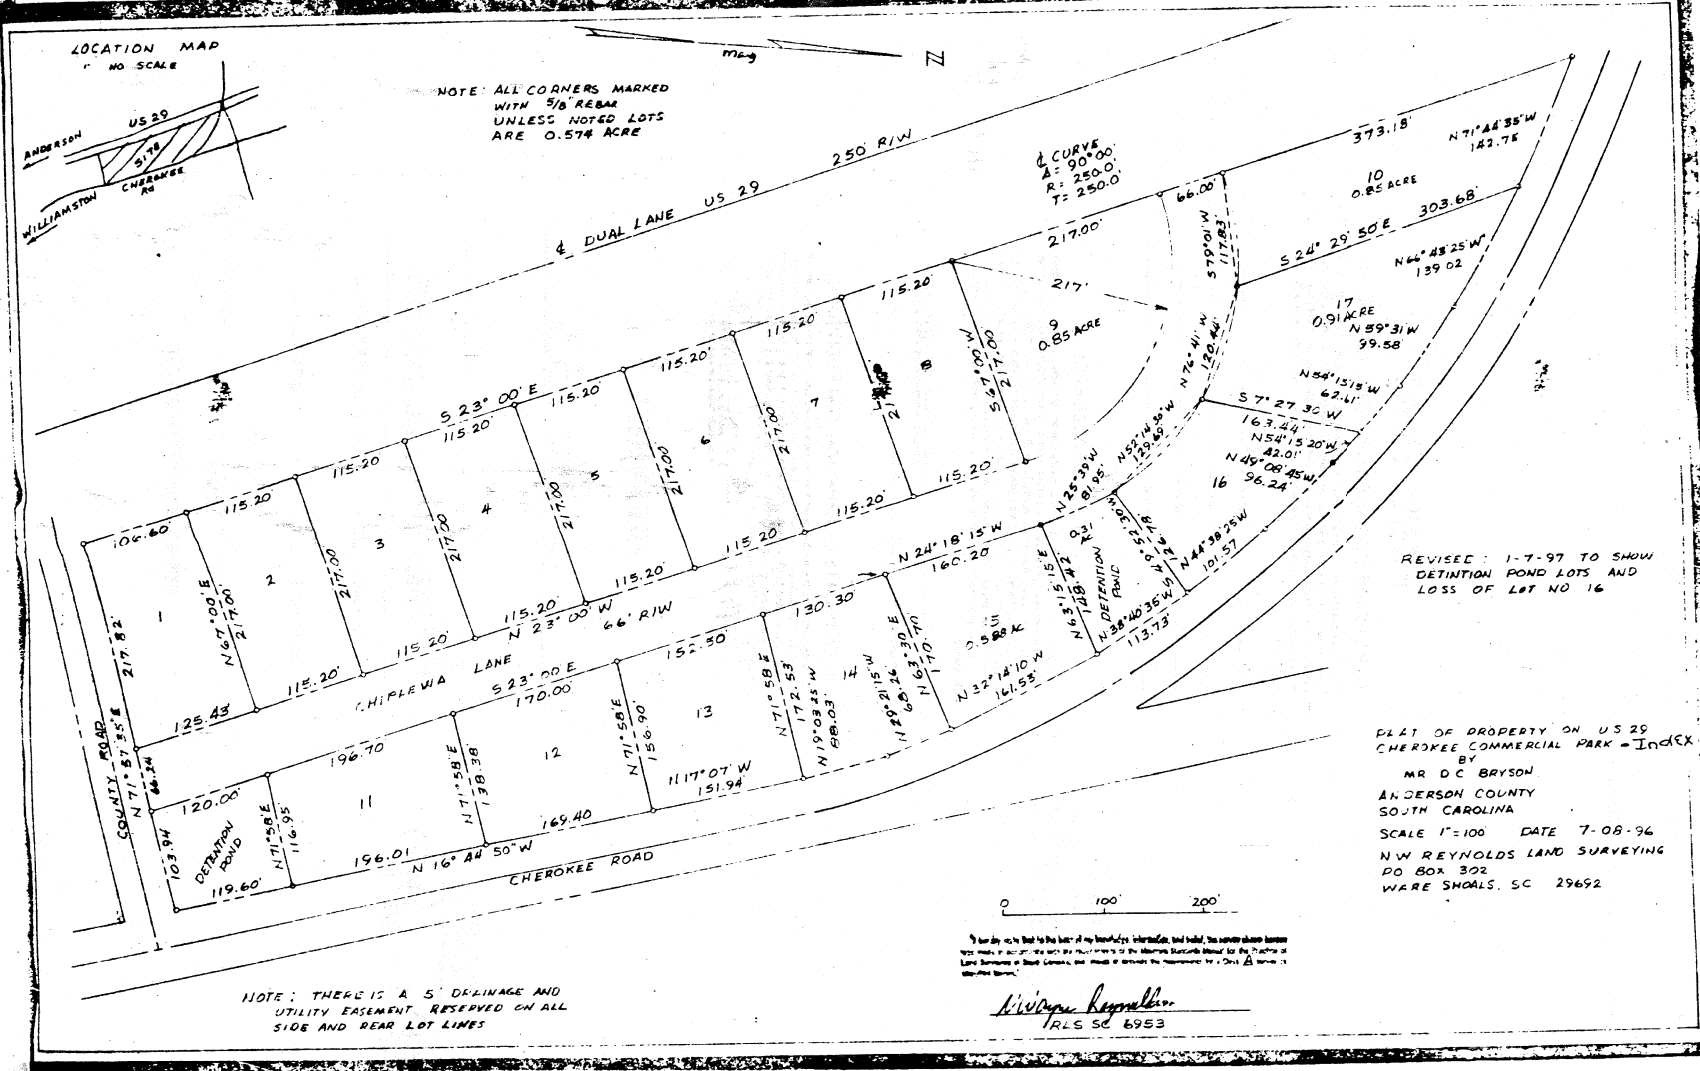 LOCATION MAP
NO SCALE
US 29
ANDERSON
SITE
CHEROKEE
RD
WILLIAMSTON
NOTE: ALL CORNERS MARKED
WITH 5/8" REBAR
UNLESS NOTED LOTS
ARE 0.574 ACRE
mag
N
℄ DUAL LANE US 29
250' R/W
℄ CURVE
Δ= 90°00'
R= 250.0'
T= 250.0'
S 23° 00' E
106.60'
115.20'
115.20
115.20'
115.20'
115.20'
115.20'
115.20'
217.00'
66.00'
373.18'
N 71° 44' 35" W
142.75
10
0.85 ACRE
S 79° 01' W
117.83'
S 24° 29' 50" E
303.68'
N 66° 43' 25" W
139.02
17
0.91 ACRE
N 59° 31' W
99.58'
N 54° 15' 15" W
62.61'
N 76° 41' W
120.44'
S 7° 27' 30" W
163.44'
N 54° 15' 20" W
42.01'
N 49° 08' 45" W
96.24'
16
N 52° 14' 30" W
129.69'
N 25° 39' W
81.95'
S 49° 52' 30" W
126.78'
N 44° 38' 25" W
101.57
0.31
AC
DETENTION
POND
N 38° 40' 35" W
113.73'
N 63° 15' 15" E
148.42'
217'
9
0.85 ACRE
S 67° 00' W
217.00
8
7
217.00'
6
217.00'
5
217.00'
4
217.00
3
217.00'
2
N 67° 00' E
217.00'
1
217.82'
N 71° 57' 35" E
66.24'
COUNTY ROAD
125.43'
115.20'
115.20'
115.20'
115.20'
115.20'
115.20'
115.20'
N 23° 00' W
66' R/W
CHIPLEWA LANE
S 23° 00' E
N 24° 18' 15" W
160.20'
130.30'
152.50'
170.00'
196.70
120.00'
103.94'
DETENTION
POND
119.60'
N 71° 58' E
116.95
11
196.01
N 16° 44' 50" W
N 71° 58' E
138.38'
12
169.40
N 71° 58' E
156.90'
13
N 17° 07' W
151.94'
N 71° 58' E
172.53'
14
N 19° 03' 25" W
88.03'
N 29° 21' 15" W
68.26'
N 63° 30' E
170.70
15
0.588 AC
N 32° 14' 10" W
161.53'
CHEROKEE ROAD
REVISED: 1-7-97 TO SHOW
DETINTION POND LOTS AND
LOSS OF LOT NO 16
PLAT OF PROPERTY ON US 29
CHEROKEE COMMERCIAL PARK - IndEX
BY
MR D C BRYSON
ANDERSON COUNTY
SOUTH CAROLINA
SCALE 1"=100' DATE 7-08-96
N W REYNOLDS LAND SURVEYING
PO BOX 302
WARE SHOALS, SC 29692
0 100' 200'
RLS SC 6953
NOTE: THERE IS A 5' DRAINAGE AND
UTILITY EASEMENT RESERVED ON ALL
SIDE AND REAR LOT LINES